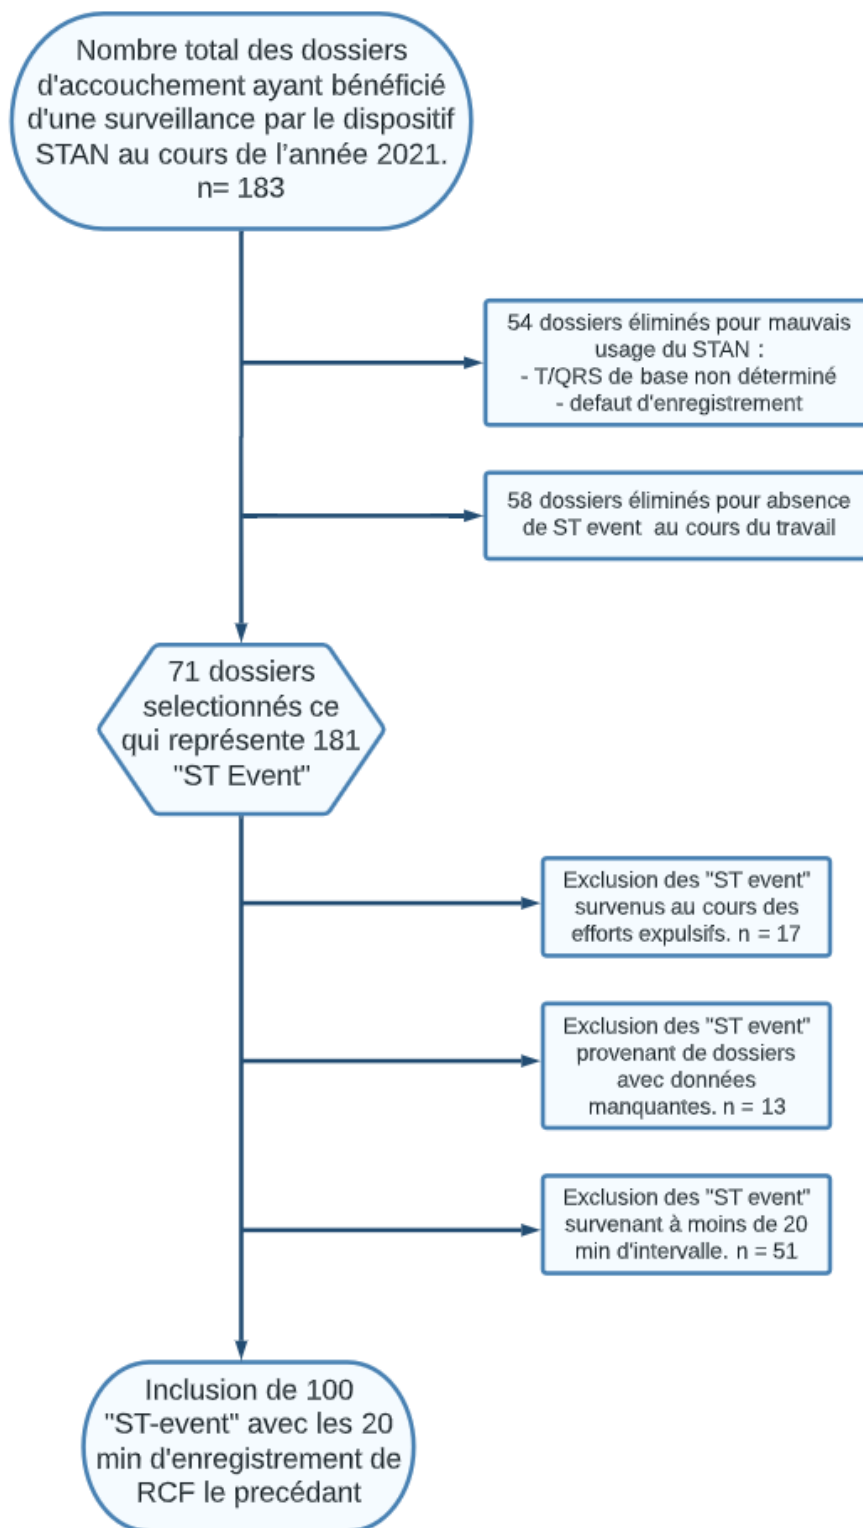 Nombre total des dossiers
d'accouchement ayant bénéficié
d'une surveillance par le dispositif
STAN au cours de l’année 2021.
n= 183
54 dossiers éliminés pour mauvais
usage du STAN :
- T/QRS de base non déterminé
- defaut d'enregistrement
58 dossiers éliminés pour absence
de ST event au cours du travail
71 dossiers
selectionnés ce
qui représente 181
"ST Event"
Exclusion des "ST event"
survenus au cours des
efforts expulsifs. n = 17
Exclusion des "ST event"
provenant de dossiers
avec données
manquantes. n = 13
Exclusion des "ST event"
survenant à moins de 20
min d'intervalle. n = 51
Inclusion de 100
"ST-event" avec les 20
min d'enregistrement de
RCF le precédant